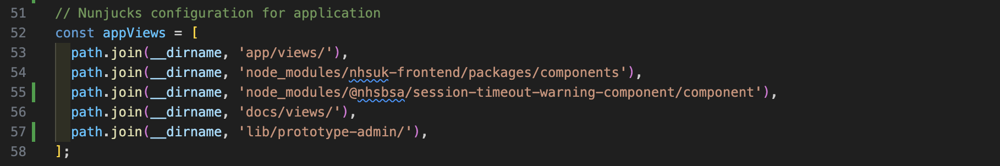 51 // Nunjucks configuration for application
52 const appViews = [
53 path.join(__dirname, 'app/views/'),
54 path.join(__dirname, 'node_modules/nhsuk-frontend/packages/components'),
55 path.join(__dirname, 'node_modules/@nhsbsa/session-timeout-warning-component/component'),
56 path.join(__dirname, 'docs/views/'),
57 path.join(__dirname, 'lib/prototype-admin/'),
58 ];